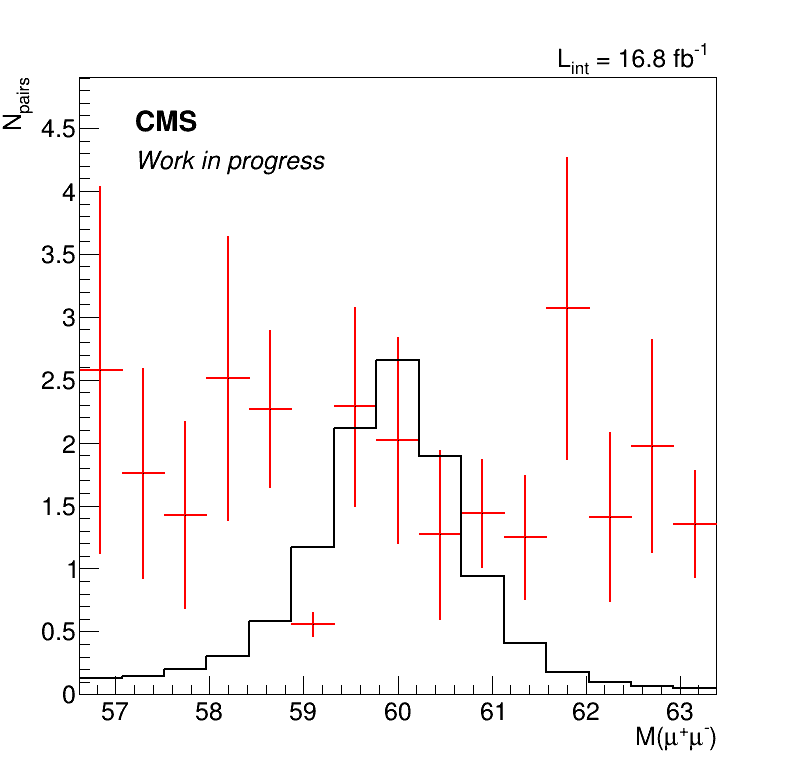 L_int = 16.8 fb^-1
N_pairs
CMS
Work in progress
4.5
4
3.5
3
2.5
2
1.5
1
0.5
0
57 58 59 60 61 62 63
M(μ⁺μ⁻)